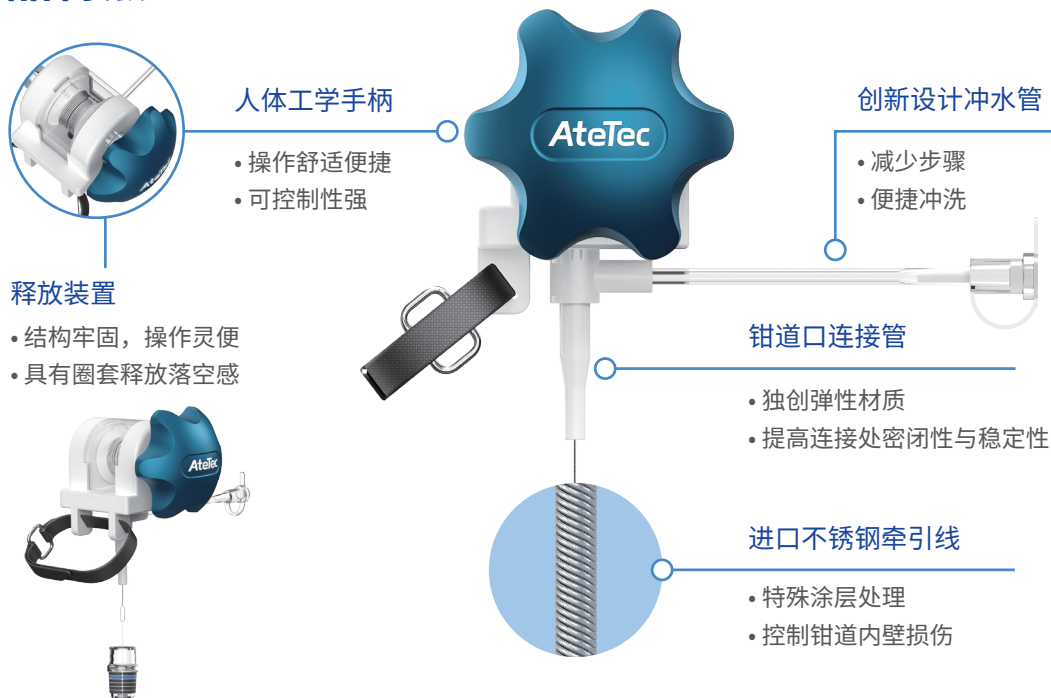 人体工学手柄
• 操作舒适便捷
• 可控制性强
AteTec
创新设计冲水管
• 减少步骤
• 便捷冲洗
释放装置
• 结构牢固，操作灵便
• 具有圈套释放落空感
钳道口连接管
• 独创弹性材质
• 提高连接处密闭性与稳定性
AteTec
进口不锈钢牵引线
• 特殊涂层处理
• 控制钳道内壁损伤